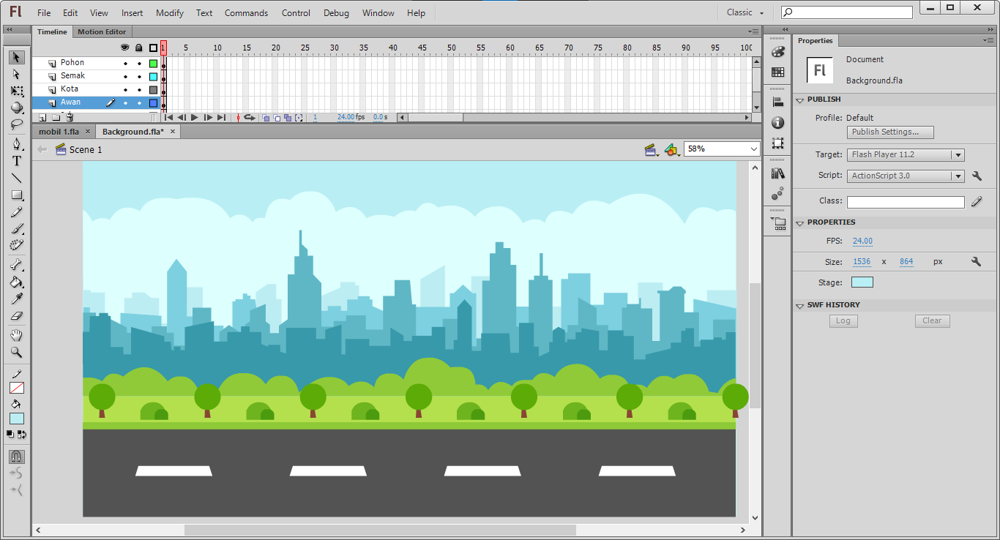 Fl File Edit View Insert Modify Text Commands Control Debug Window Help Classic
Timeline Motion Editor
1 5 10 15 20 25 30 35 40 45 50 55 60 65 70 75 80 85 90 95 100
Pohon
Semak
Kota
Awan
1 24.00 fps 0.0 s
mobil 1.fla × Background.fla* ×
Scene 1 58%
T
Properties
Fl
Document
Background.fla
PUBLISH
Profile: Default
Publish Settings...
Target: Flash Player 11.2
Script: ActionScript 3.0
Class:
PROPERTIES
FPS: 24.00
Size: 1536 x 864 px
Stage:
SWF HISTORY
Log Clear